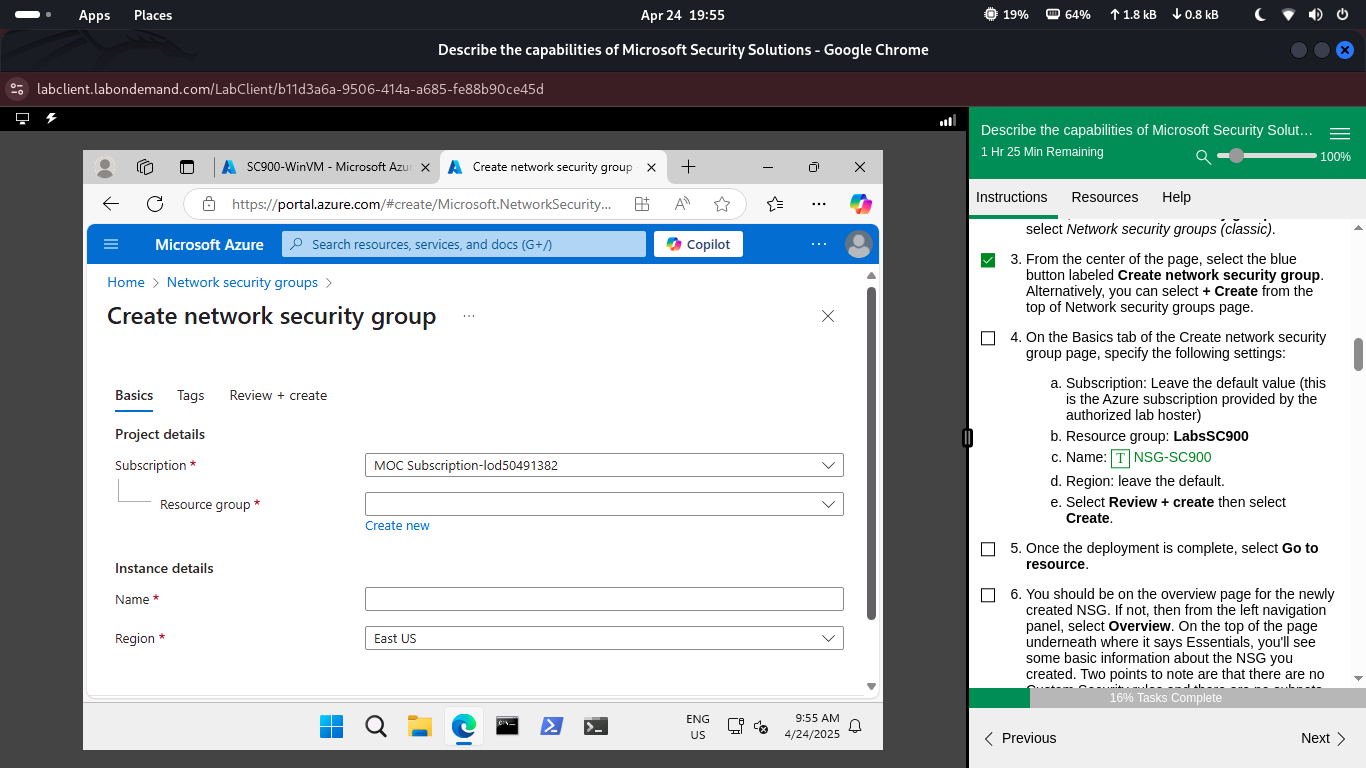 Apps Places
Apr 24 19:55
19% 64% 1.8 kB 0.8 kB
Describe the capabilities of Microsoft Security Solutions - Google Chrome
labclient.labondemand.com/LabClient/b11d3a6a-9506-414a-a685-fe88b90ce45d
SC900-WinVM - Microsoft Azu
Create network security group
https://portal.azure.com/#create/Microsoft.NetworkSecurity...
Microsoft Azure
Search resources, services, and docs (G+/)
Copilot
Home > Network security groups >
Create network security group
Basics Tags Review + create
Project details
Subscription *
MOC Subscription-lod50491382
Resource group *
Create new
Instance details
Name *
Region *
East US
ENG
US
9:55 AM
4/24/2025
Describe the capabilities of Microsoft Security Solut...
1 Hr 25 Min Remaining
100%
Instructions Resources Help
select Network security groups (classic).
3. From the center of the page, select the blue
button labeled Create network security group.
Alternatively, you can select + Create from the
top of Network security groups page.
4. On the Basics tab of the Create network security
group page, specify the following settings:
a. Subscription: Leave the default value (this
is the Azure subscription provided by the
authorized lab hoster)
b. Resource group: LabsSC900
c. Name: T NSG-SC900
d. Region: leave the default.
e. Select Review + create then select
Create.
5. Once the deployment is complete, select Go to
resource.
6. You should be on the overview page for the newly
created NSG. If not, then from the left navigation
panel, select Overview. On the top of the page
underneath where it says Essentials, you'll see
some basic information about the NSG you
created. Two points to note are that there are no
16% Tasks Complete
Previous
Next